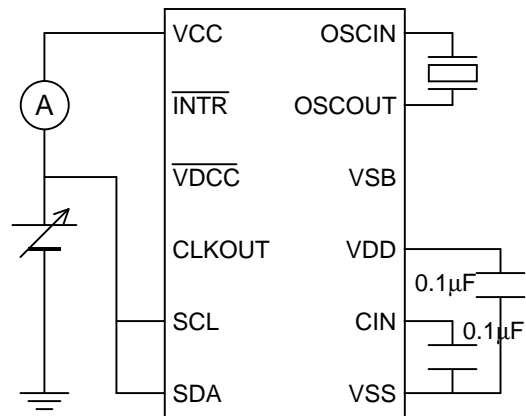 VCC OSCIN
A
INTR OSCOUT
VDCC VSB
CLKOUT VDD
0.1μF
SCL CIN
0.1μF
SDA VSS